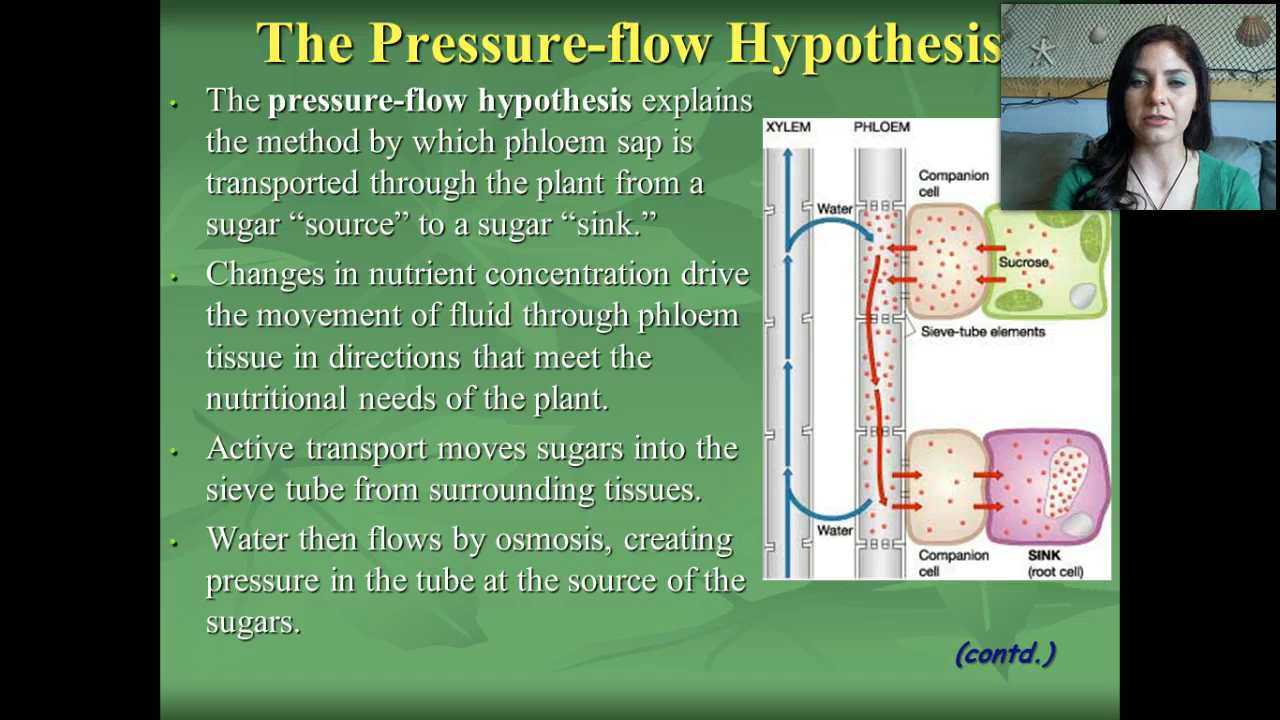 The Pressure-flow Hypothesis
• The pressure-flow hypothesis explains
the method by which phloem sap is
transported through the plant from a
sugar “source” to a sugar “sink.”
• Changes in nutrient concentration drive
the movement of fluid through phloem
tissue in directions that meet the
nutritional needs of the plant.
• Active transport moves sugars into the
sieve tube from surrounding tissues.
• Water then flows by osmosis, creating
pressure in the tube at the source of the
sugars.
XYLEM
PHLOEM
Companion
cell
Water
Sucrose
Sieve-tube elements
Water
Companion
cell
SINK
(root cell)
(contd.)